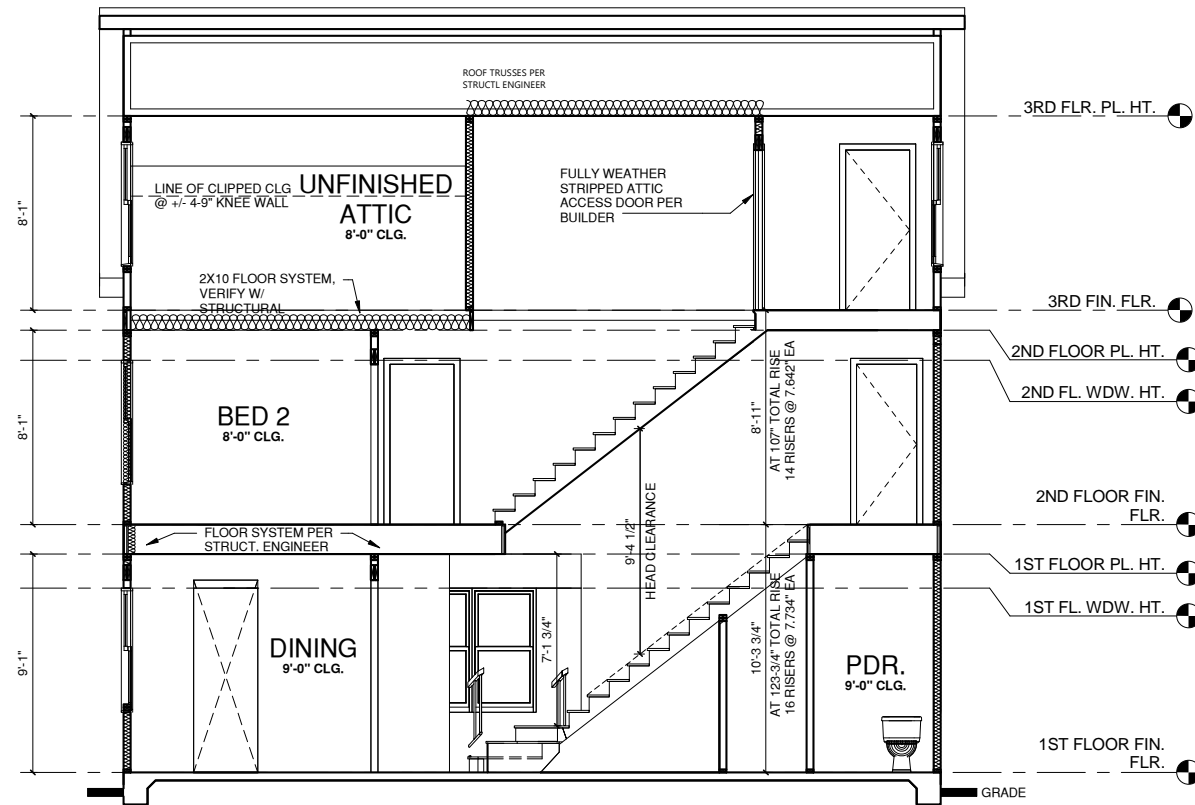 ROOF TRUSSES PER
STRUCTL ENGINEER
3RD FLR. PL. HT.
LINE OF CLIPPED CLG
@ +/- 4-9" KNEE WALL
UNFINISHED
ATTIC
8'-0" CLG.
FULLY WEATHER
STRIPPED ATTIC
ACCESS DOOR PER
BUILDER
8'-1"
2X10 FLOOR SYSTEM,
VERIFY W/
STRUCTURAL
3RD FIN. FLR.
2ND FLOOR PL. HT.
2ND FL. WDW. HT.
BED 2
8'-0" CLG.
8'-1"
8'-11"
AT 107" TOTAL RISE
14 RISERS @ 7.642" EA
9'-4 1/2"
HEAD CLEARANCE
2ND FLOOR FIN.
FLR.
FLOOR SYSTEM PER
STRUCT. ENGINEER
1ST FLOOR PL. HT.
1ST FL. WDW. HT.
9'-1"
DINING
9'-0" CLG.
7'-1 3/4"
10'-3 3/4"
AT 123-3/4" TOTAL RISE
16 RISERS @ 7.734" EA
PDR.
9'-0" CLG.
1ST FLOOR FIN.
FLR.
GRADE